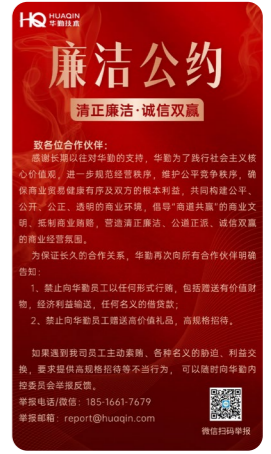 HQ HUAQIN
华勤技术
廉洁公约
清正廉洁·诚信双赢
致各位合作伙伴：
感谢长期以往对华勤的支持，华勤为了践行社会主义核
心价值观，进一步规范经营秩序，维护公平竞争秩序，确
保商业贸易健康有序及双方的根本利益，共同构建公平、
公开、公正、透明的商业环境，倡导“商道共赢”的商业文
明、抵制商业贿赂，营造清正廉洁、公道正派、诚信双赢
的商业经营氛围。
为保证长久的合作关系，华勤再次向所有合作伙伴明确
告知：
1、禁止向华勤员工以任何形式行贿，包括赠送有价值财
物，经济利益输送，任何名义的借贷款；
2、禁止向华勤员工赠送高价值礼品，高规格招待。
如果遇到我司员工主动索贿、各种名义的胁迫、利益交
换，要求提供高规格招待等不当行为，可以随时向华勤内
控委员会举报反馈。
举报电话/微信：185-1661-7679
举报邮箱：report@huaqin.com
微信扫码举报